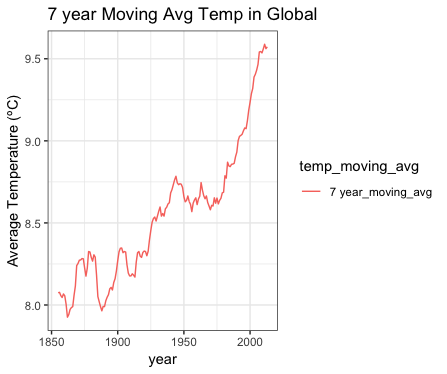 7 year Moving Avg Temp in Global
Average Temperature (°C)
9.5
9.0
8.5
8.0
1850
1900
1950
2000
year
temp_moving_avg
7 year_moving_avg